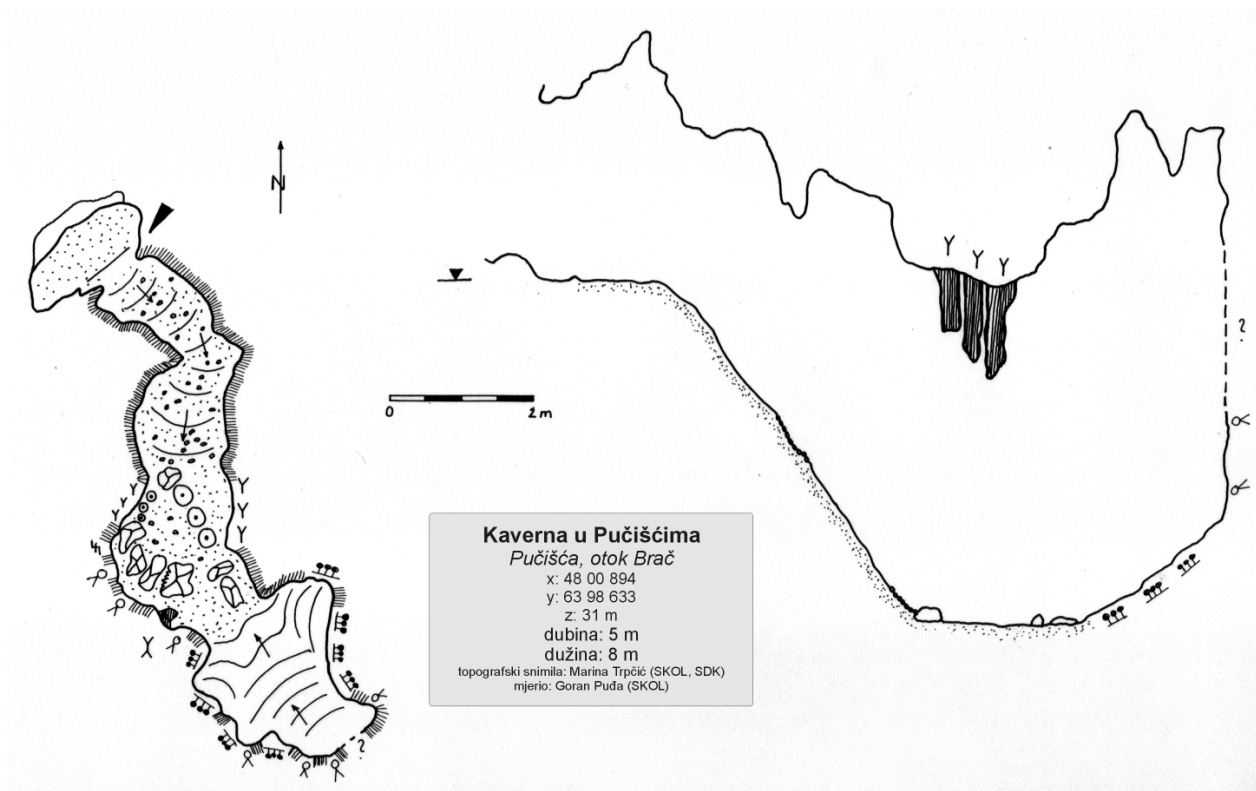 N
0 2 m
?
Kaverna u Pučišćima
Pučišća, otok Brač
x: 48 00 894
y: 63 98 633
z: 31 m
dubina: 5 m
dužina: 8 m
topografski snimila: Marina Trpčić (SKOL, SDK)
mjerio: Goran Puđa (SKOL)
?